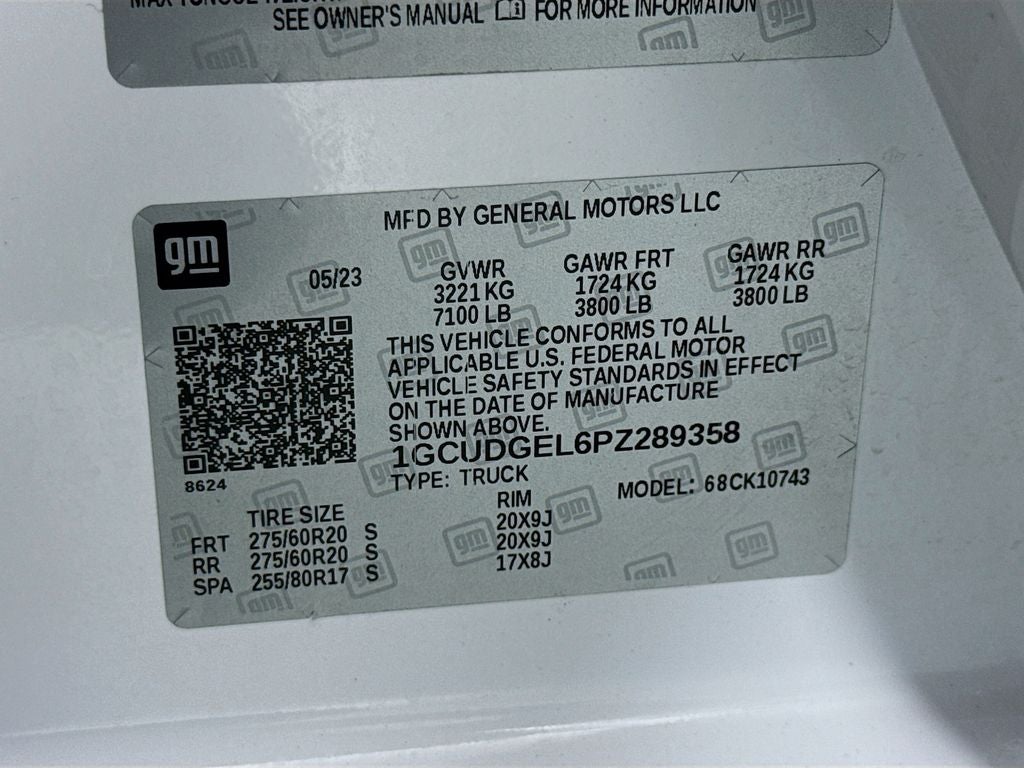 MAX TONGUE WEIGHT
SEE OWNER'S MANUAL FOR MORE INFORMATION
gm
MFD BY GENERAL MOTORS LLC
05/23 GVWR GAWR FRT GAWR RR
3221 KG 1724 KG 1724 KG
7100 LB 3800 LB 3800 LB
THIS VEHICLE CONFORMS TO ALL
APPLICABLE U.S. FEDERAL MOTOR
VEHICLE SAFETY STANDARDS IN EFFECT
ON THE DATE OF MANUFACTURE
SHOWN ABOVE.
1GCUDGEL6PZ289358
8624
TYPE: TRUCK MODEL: 68CK10743
TIRE SIZE RIM
FRT 275/60R20 S 20X9J
RR 275/60R20 S 20X9J
SPA 255/80R17 S 17X8J